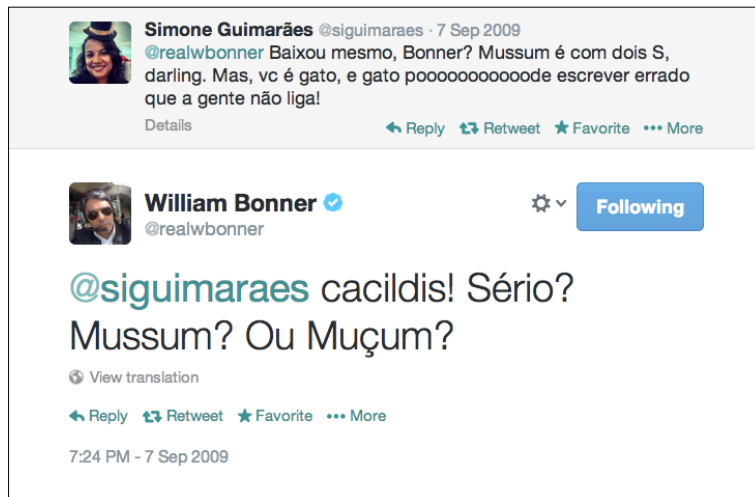 Simone Guimarães @siguimaraes · 7 Sep 2009
@realwbonner Baixou mesmo, Bonner? Mussum é com dois S,
darling. Mas, vc é gato, e gato poooooooooooode escrever errado
que a gente não liga!
Details Reply Retweet Favorite More
William Bonner Following
@realwbonner
@siguimaraes cacildis! Sério?
Mussum? Ou Muçum?
View translation
Reply Retweet Favorite More
7:24 PM - 7 Sep 2009